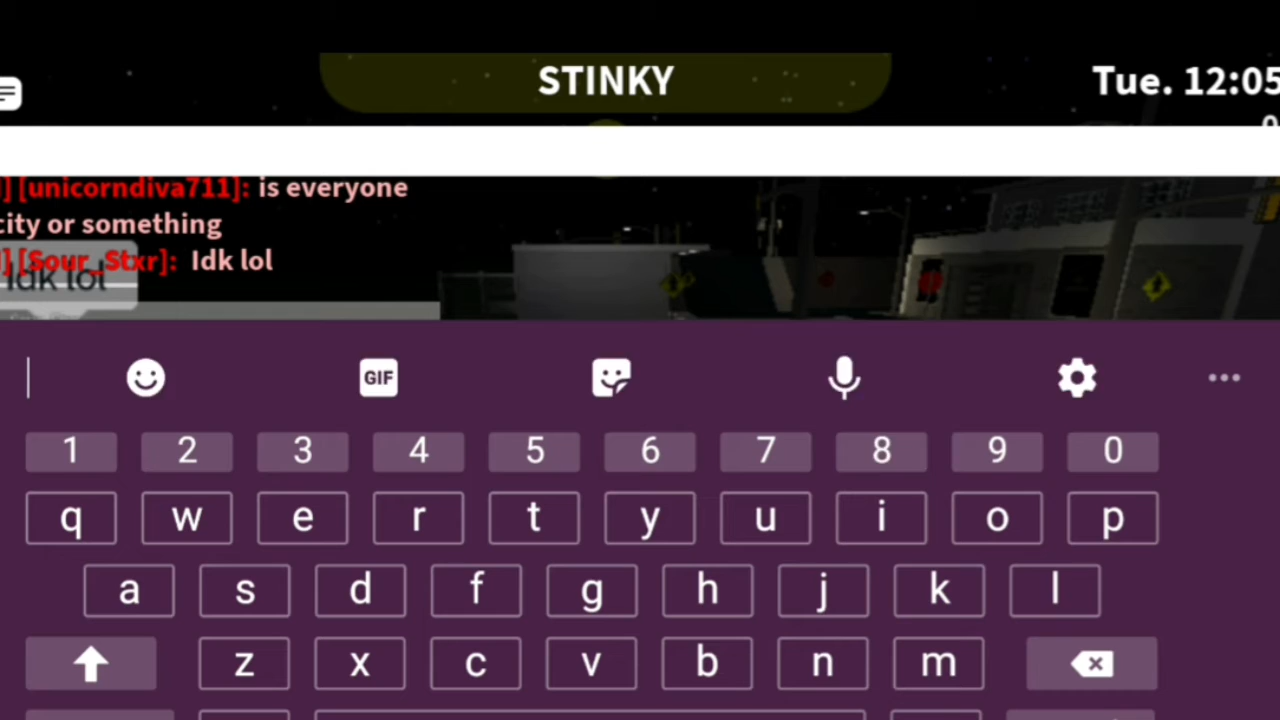 STINKY
Tue. 12:05
] [unicorndiva711]: is everyone
city or something
] [Sour_Stxr]: Idk lol
Idk lol
GIF
1 2 3 4 5 6 7 8 9 0
q w e r t y u i o p
a s d f g h j k l
z x c v b n m